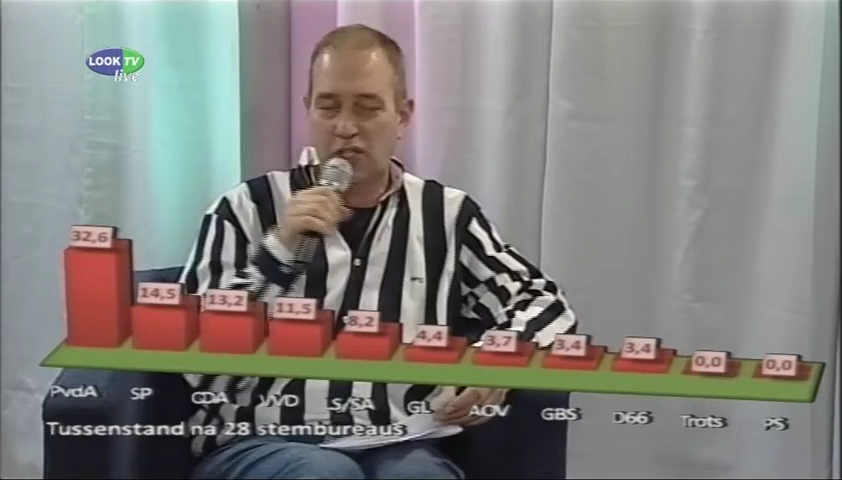 LOOK TV
live
32,6 14,5 13,2 11,5 8,2 4,4 3,7 3,4 3,4 0,0 0,0
PvdA SP CDA VVD LS/SA GL AOV GBS D66 Trots PS
Tussenstand na 28 stembureaus